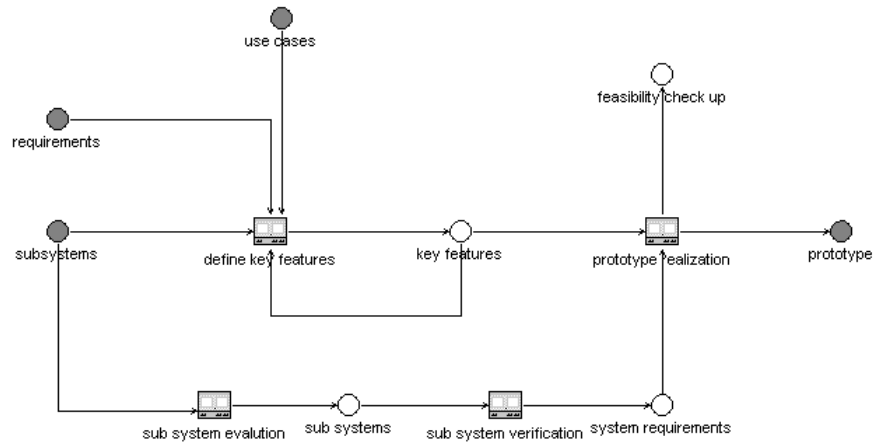 use cases
feasibility check up
requirements
subsystems
define key features
key features
prototype realization
prototype
sub system evalution
sub systems
sub system verification
system requirements